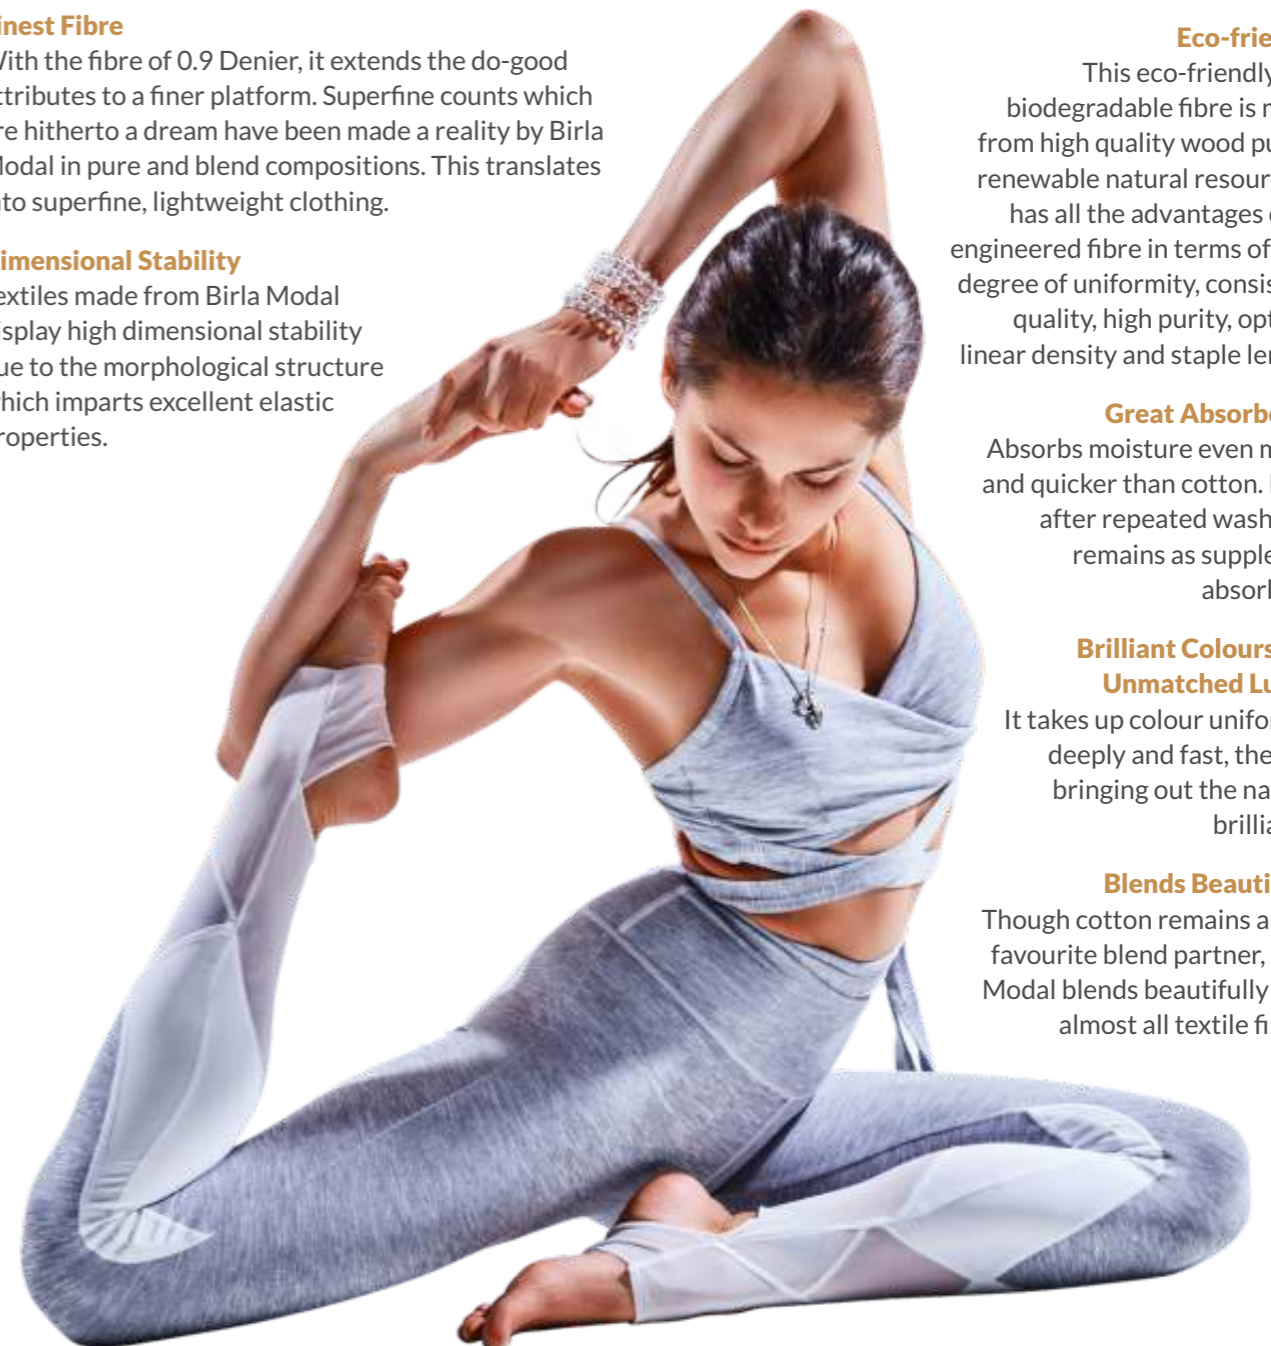 inest Fibre
ith the fibre of 0.9 Denier, it extends the do-good
ttributes to a finer platform. Superfine counts which
re hitherto a dream have been made a reality by Birla
odal in pure and blend compositions. This translates
to superfine, lightweight clothing.
imensional Stability
extiles made from Birla Modal
isplay high dimensional stability
ue to the morphological structure
hich imparts excellent elastic
roperties.
Eco-frie
This eco-friendly
biodegradable fibre is m
from high quality wood pu
renewable natural resour
has all the advantages
engineered fibre in terms of
degree of uniformity, consis
quality, high purity, opt
linear density and staple le
Great Absorb
Absorbs moisture even m
and quicker than cotton.
after repeated wash
remains as supple
absor
Brilliant Colours
Unmatched Lu
It takes up colour unifor
deeply and fast, the
bringing out the na
brillia
Blends Beauti
Though cotton remains a
favourite blend partner,
Modal blends beautifully
almost all textile fi